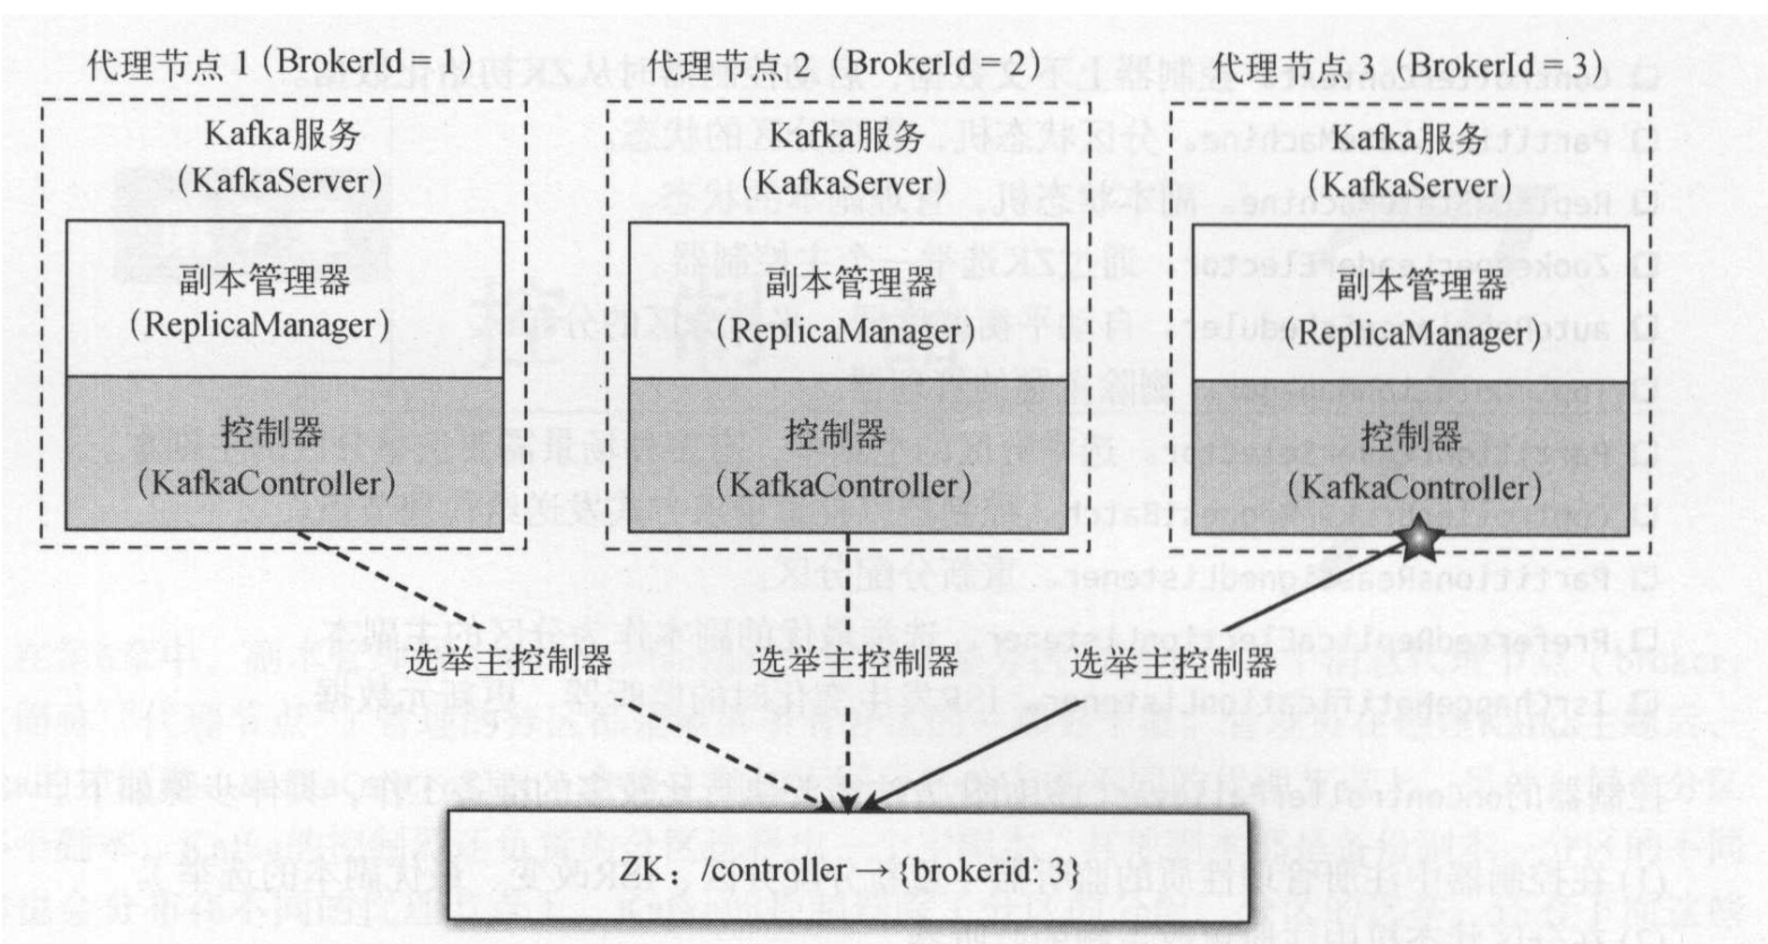 代理节点 1（BrokerId = 1）
Kafka服务
(KafkaServer)
副本管理器
(ReplicaManager)
控制器
(KafkaController)
代理节点 2（BrokerId = 2）
Kafka服务
(KafkaServer)
副本管理器
(ReplicaManager)
控制器
(KafkaController)
代理节点 3（BrokerId = 3）
Kafka服务
(KafkaServer)
副本管理器
(ReplicaManager)
控制器
(KafkaController)
选举主控制器
选举主控制器
选举主控制器
ZK：/controller→{brokerid: 3}